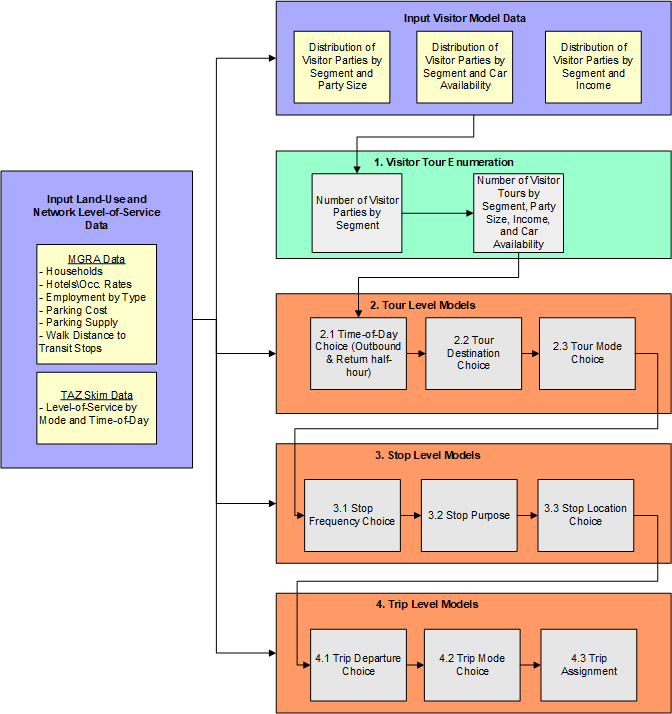 Input Visitor Model Data
Distribution of
Visitor Parties by
Segment and
Party Size
Distribution of
Visitor Parties by
Segment and Car
Availability
Distribution of
Visitor Parties by
Segment and
Income
1. Visitor Tour Enumeration
Number of Visitor
Parties by
Segment
Number of Visitor
Tours by
Segment, Party
Size, Income,
and Car
Availability
Input Land-Use and
Network Level-of-Service
Data
MGRA Data
- Households
- Hotels\Occ. Rates
- Employment by Type
- Parking Cost
- Parking Supply
- Walk Distance to
Transit Stops
TAZ Skim Data
- Level-of-Service by
Mode and Time-of-Day
2. Tour Level Models
2.1 Time-of-Day
Choice (Outbound
& Return half-
hour)
2.2 Tour
Destination
Choice
2.3 Tour Mode
Choice
3. Stop Level Models
3.1 Stop
Frequency Choice
3.2 Stop Purpose
3.3 Stop Location
Choice
4. Trip Level Models
4.1 Trip Departure
Choice
4.2 Trip Mode
Choice
4.3 Trip
Assignment